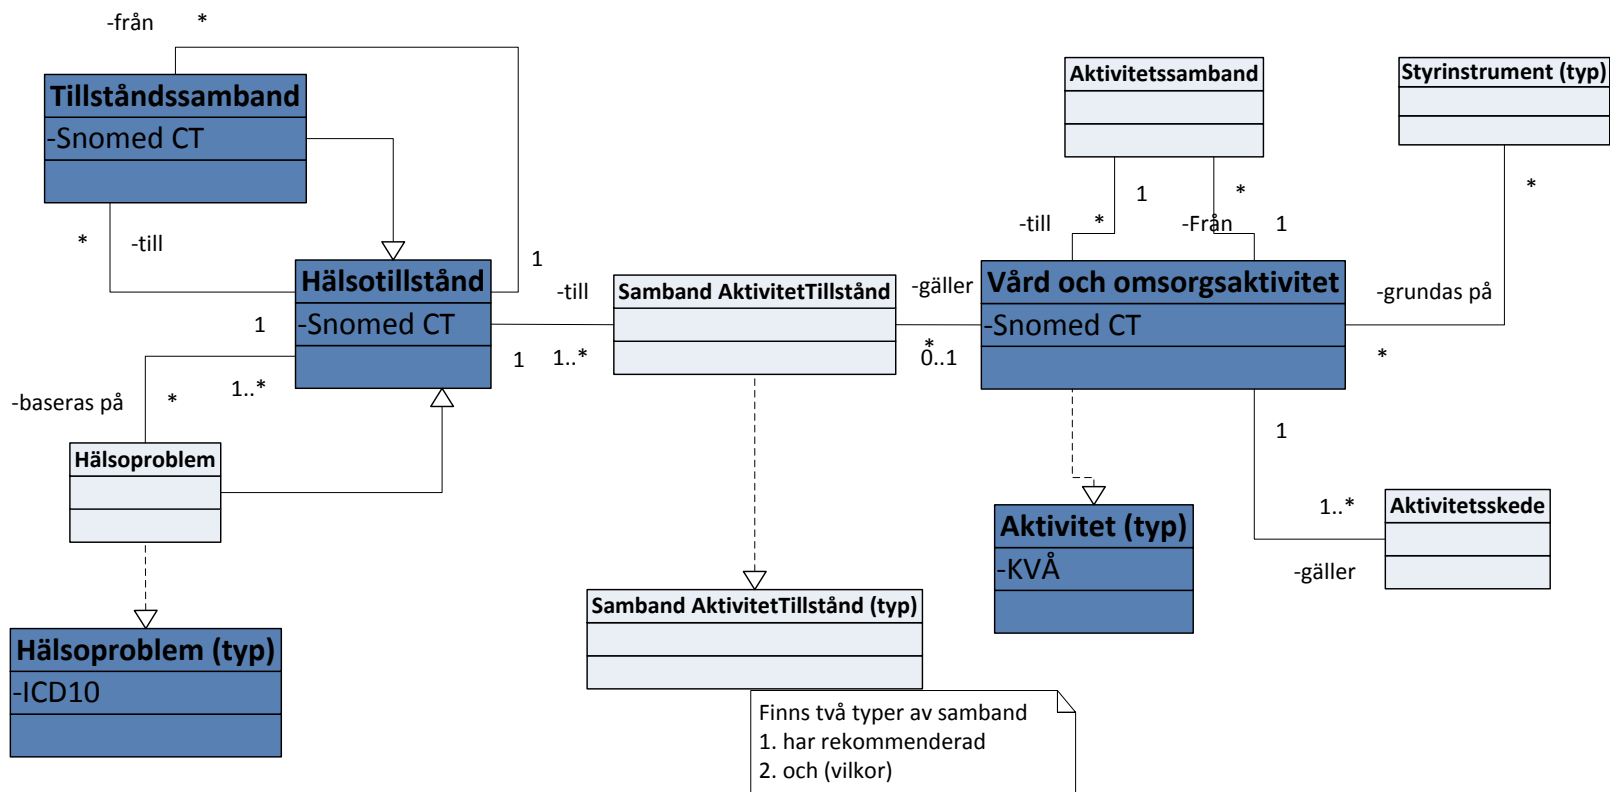 -från *
Tillståndssamband
-Snomed CT
* -till
Hälsotillstånd
-Snomed CT
1
1
1
1..*
-baseras på *
Hälsoproblem
Hälsoproblem (typ)
-ICD10
-till
1..*
Samband AktivitetTillstånd
-gäller
*
0..1
Samband AktivitetTillstånd (typ)
Finns två typer av samband
1. har rekommenderad
2. och (vilkor)
Aktivitetssamband
1 *
-till * -Från 1
Vård och omsorgsaktivitet
-Snomed CT
Styrinstrument (typ)
*
-grundas på
*
1
Aktivitet (typ)
-KVÅ
1..*
Aktivitetsskede
-gäller